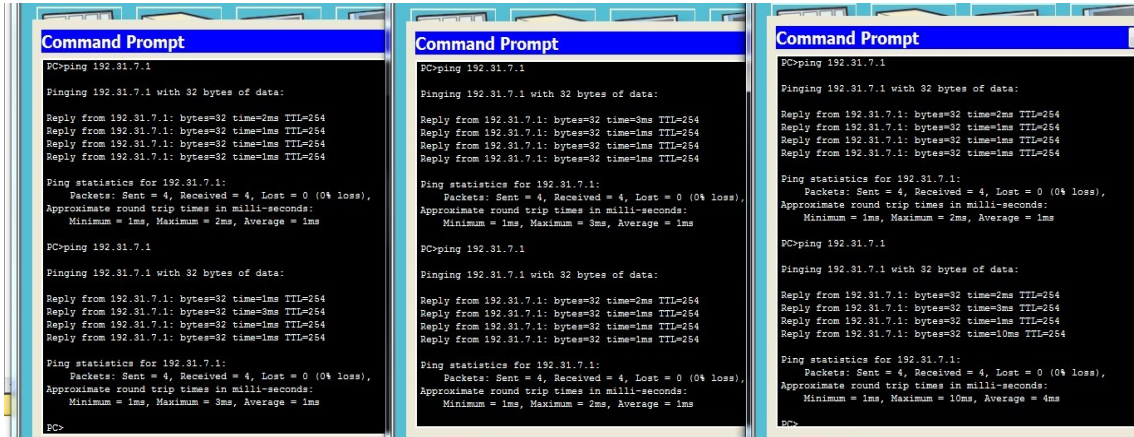 Command Prompt
PC>ping 192.31.7.1
Pinging 192.31.7.1 with 32 bytes of data:
Reply from 192.31.7.1: bytes=32 time=2ms TTL=254
Reply from 192.31.7.1: bytes=32 time=1ms TTL=254
Reply from 192.31.7.1: bytes=32 time=1ms TTL=254
Reply from 192.31.7.1: bytes=32 time=1ms TTL=254
Ping statistics for 192.31.7.1:
Packets: Sent = 4, Received = 4, Lost = 0 (0% loss),
Approximate round trip times in milli-seconds:
Minimum = 1ms, Maximum = 2ms, Average = 1ms
PC>ping 192.31.7.1
Pinging 192.31.7.1 with 32 bytes of data:
Reply from 192.31.7.1: bytes=32 time=1ms TTL=254
Reply from 192.31.7.1: bytes=32 time=3ms TTL=254
Reply from 192.31.7.1: bytes=32 time=1ms TTL=254
Reply from 192.31.7.1: bytes=32 time=1ms TTL=254
Ping statistics for 192.31.7.1:
Packets: Sent = 4, Received = 4, Lost = 0 (0% loss),
Approximate round trip times in milli-seconds:
Minimum = 1ms, Maximum = 3ms, Average = 1ms
PC>
Command Prompt
PC>ping 192.31.7.1
Pinging 192.31.7.1 with 32 bytes of data:
Reply from 192.31.7.1: bytes=32 time=3ms TTL=254
Reply from 192.31.7.1: bytes=32 time=1ms TTL=254
Reply from 192.31.7.1: bytes=32 time=1ms TTL=254
Reply from 192.31.7.1: bytes=32 time=1ms TTL=254
Ping statistics for 192.31.7.1:
Packets: Sent = 4, Received = 4, Lost = 0 (0% loss),
Approximate round trip times in milli-seconds:
Minimum = 1ms, Maximum = 3ms, Average = 1ms
PC>ping 192.31.7.1
Pinging 192.31.7.1 with 32 bytes of data:
Reply from 192.31.7.1: bytes=32 time=2ms TTL=254
Reply from 192.31.7.1: bytes=32 time=1ms TTL=254
Reply from 192.31.7.1: bytes=32 time=1ms TTL=254
Reply from 192.31.7.1: bytes=32 time=1ms TTL=254
Ping statistics for 192.31.7.1:
Packets: Sent = 4, Received = 4, Lost = 0 (0% loss),
Approximate round trip times in milli-seconds:
Minimum = 1ms, Maximum = 2ms, Average = 1ms
Command Prompt
PC>ping 192.31.7.1
Pinging 192.31.7.1 with 32 bytes of data:
Reply from 192.31.7.1: bytes=32 time=2ms TTL=254
Reply from 192.31.7.1: bytes=32 time=1ms TTL=254
Reply from 192.31.7.1: bytes=32 time=1ms TTL=254
Reply from 192.31.7.1: bytes=32 time=1ms TTL=254
Ping statistics for 192.31.7.1:
Packets: Sent = 4, Received = 4, Lost = 0 (0% loss),
Approximate round trip times in milli-seconds:
Minimum = 1ms, Maximum = 2ms, Average = 1ms
PC>ping 192.31.7.1
Pinging 192.31.7.1 with 32 bytes of data:
Reply from 192.31.7.1: bytes=32 time=2ms TTL=254
Reply from 192.31.7.1: bytes=32 time=3ms TTL=254
Reply from 192.31.7.1: bytes=32 time=1ms TTL=254
Reply from 192.31.7.1: bytes=32 time=10ms TTL=254
Ping statistics for 192.31.7.1:
Packets: Sent = 4, Received = 4, Lost = 0 (0% loss),
Approximate round trip times in milli-seconds:
Minimum = 1ms, Maximum = 10ms, Average = 4ms
PC>